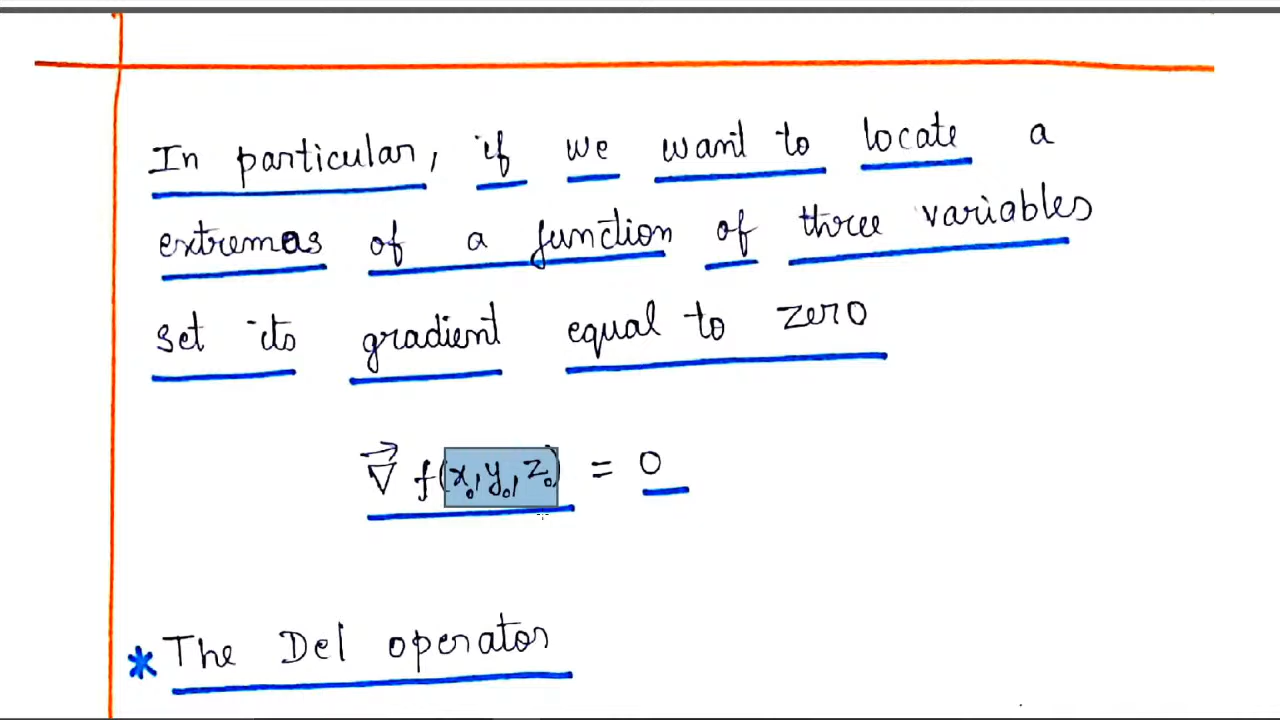 In particular, if we want to locate a
extremas of a function of three variables
set its gradient equal to zero
∇⃗ f(x₀, y₀, z₀) = 0
* The Del operator